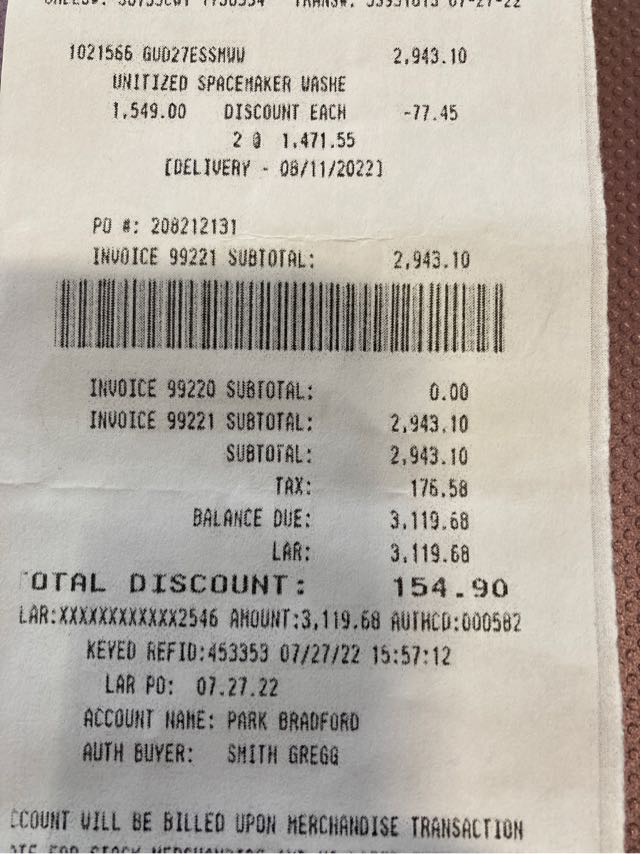 TRANS#: 07-27-22
1021566 GUD27ESSMWW 2,943.10
UNITIZED SPACEMAKER WASHE
1,549.00 DISCOUNT EACH -77.45
2 @ 1,471.55
[DELIVERY - 08/11/2022]
PO #: 208212131
INVOICE 99221 SUBTOTAL: 2,943.10
INVOICE 99220 SUBTOTAL: 0.00
INVOICE 99221 SUBTOTAL: 2,943.10
SUBTOTAL: 2,943.10
TAX: 176.58
BALANCE DUE: 3,119.68
LAR: 3,119.68
OTAL DISCOUNT: 154.90
LAR:XXXXXXXXXXXX2546 AMOUNT:3,119.68 AUTHCD:000582
KEYED REFID:453353 07/27/22 15:57:12
LAR PO: 07.27.22
ACCOUNT NAME: PARK BRADFORD
AUTH BUYER: SMITH GREGG
CCOUNT WILL BE BILLED UPON MERCHANDISE TRANSACTION